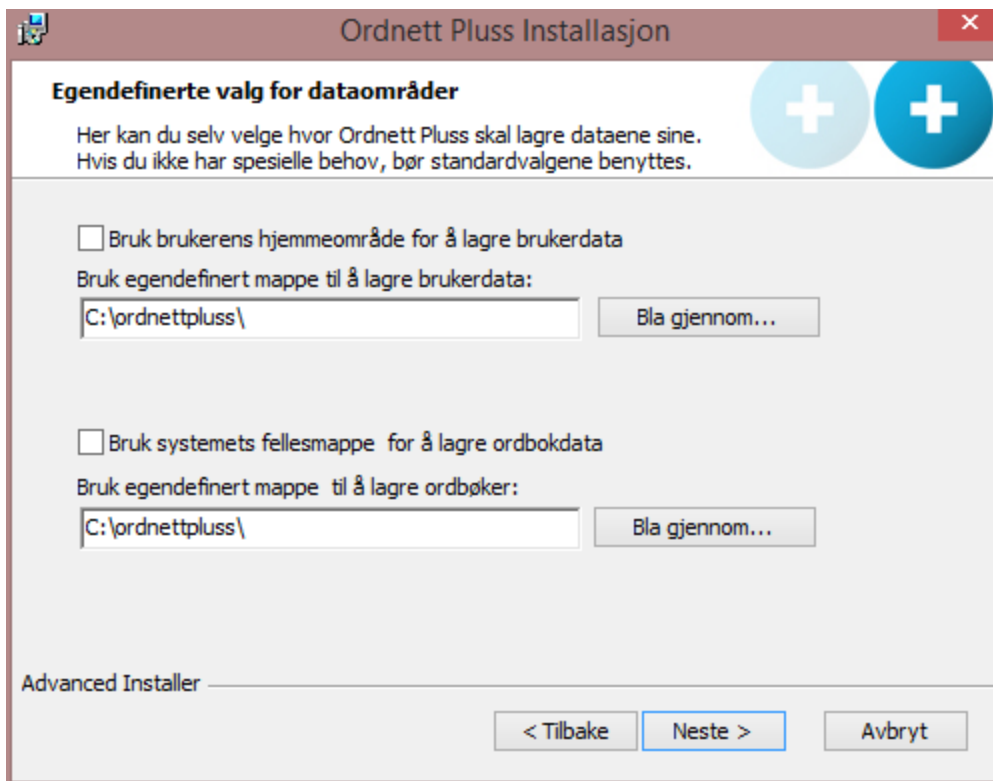 Ordnett Pluss Installasjon
Egendefinerte valg for dataområder
Her kan du selv velge hvor Ordnett Pluss skal lagre dataene sine.
Hvis du ikke har spesielle behov, bør standardvalgene benyttes.
Bruk brukerens hjemmeområde for å lagre brukerdata
Bruk egendefinert mappe til å lagre brukerdata:
C:\ordnettpluss\ Bla gjennom...
Bruk systemets fellesmappe  for å lagre ordbokdata
Bruk egendefinert mappe  til å lagre ordbøker:
C:\ordnettpluss\ Bla gjennom...
Advanced Installer
< Tilbake Neste > Avbryt